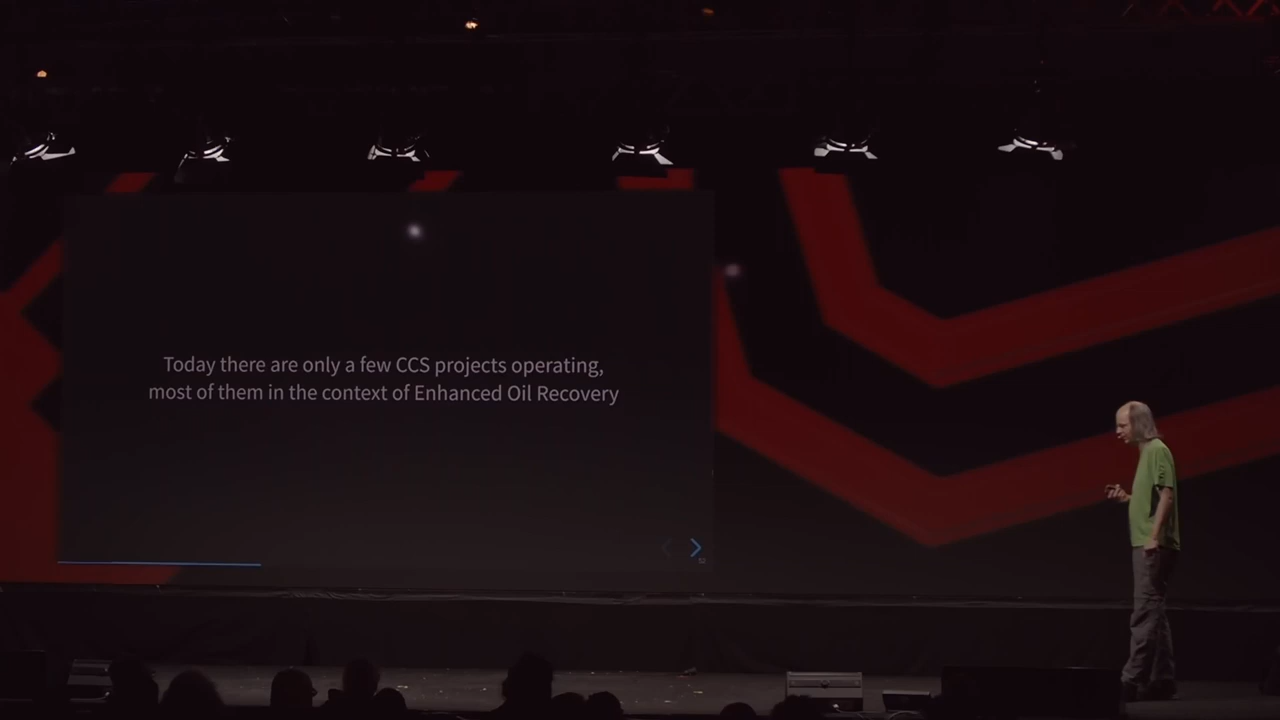 Today there are only a few CCS projects operating,
most of them in the context of Enhanced Oil Recovery